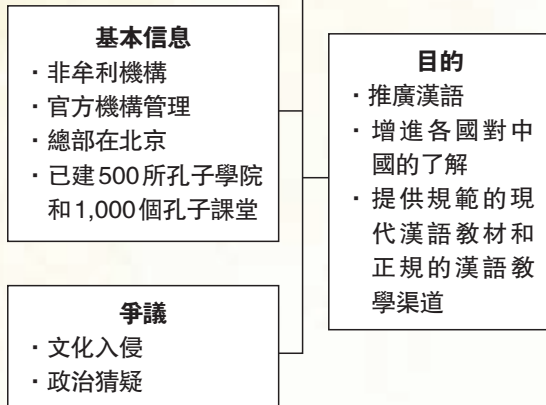 基本信息
·非牟利機構
·官方機構管理
·總部在北京
·已建500所孔子學院
和1,000個孔子課堂
目的
·推廣漢語
·增進各國對中
國的了解
·提供規範的現
代漢語教材和
正規的漢語教
學渠道
爭議
·文化入侵
·政治猜疑